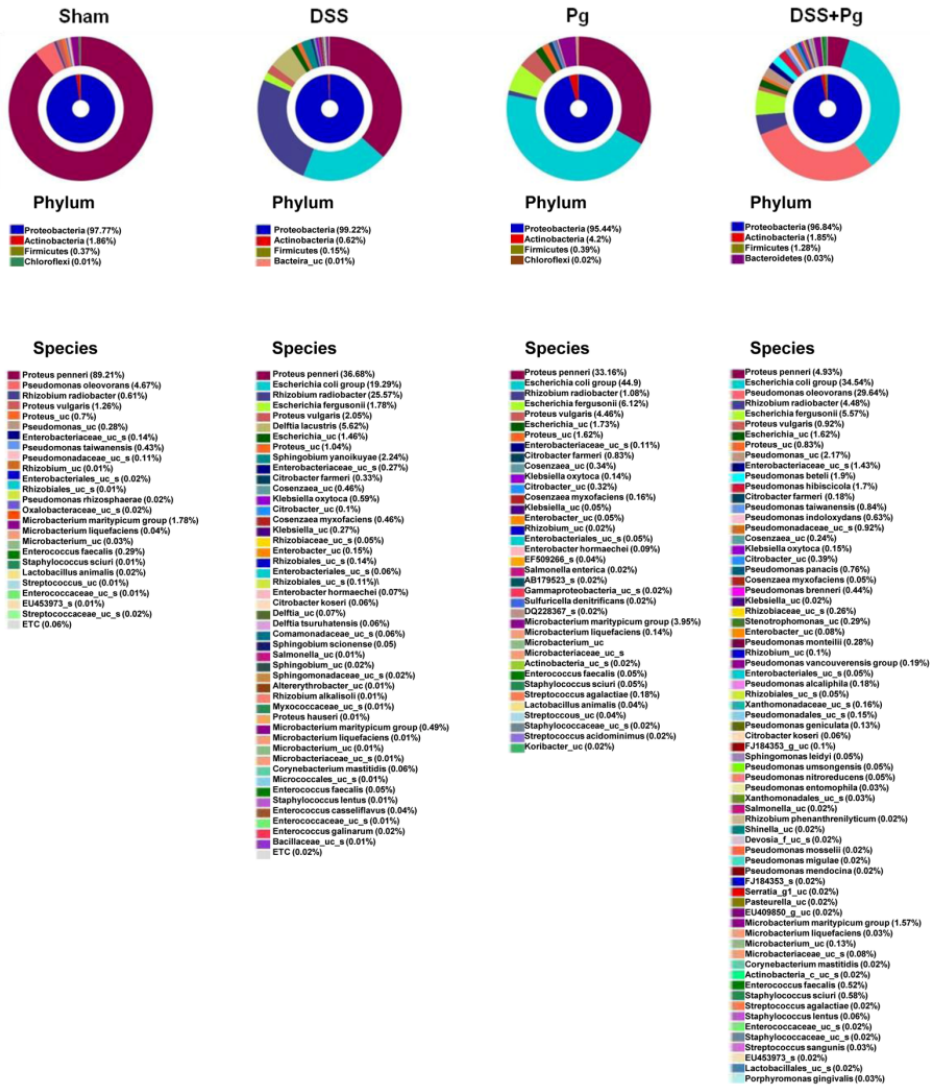 Sham
DSS
Pg
DSS+Pg
Phylum
Proteobacteria (97.77%)
Actinobacteria (1.86%)
Firmicutes (0.37%)
Chloroflexi (0.01%)
Phylum
Proteobacteria (99.22%)
Actinobacteria (0.62%)
Firmicutes (0.15%)
Bacteira_uc (0.01%)
Phylum
Proteobacteria (95.44%)
Actinobacteria (4.2%)
Firmicutes (0.39%)
Chloroflexi (0.02%)
Phylum
Proteobacteria (96.84%)
Actinobacteria (1.85%)
Firmicutes (1.28%)
Bacteroidetes (0.03%)
Species
Proteus penneri (89.21%)
Pseudomonas oleovorans (4.67%)
Rhizobium radiobacter (0.61%)
Proteus vulgaris (1.26%)
Proteus_uc (0.7%)
Pseudomonas_uc (0.28%)
Enterobacteriaceae_uc_s (0.14%)
Pseudomonas taiwanensis (0.43%)
Pseudomonadaceae_uc_s (0.11%)
Rhizobium_uc (0.01%)
Enterobacteriales_uc_s (0.02%)
Rhizobiales_uc_s (0.01%)
Pseudomonas rhizosphaerae (0.02%)
Oxalobacteraceae_uc_s (0.02%)
Microbacterium maritypicum group (1.78%)
Microbacterium liquefaciens (0.04%)
Microbacterium_uc (0.03%)
Enterococcus faecalis (0.29%)
Staphylococcus sciuri (0.01%)
Lactobacillus animalis (0.02%)
Streptococcus_uc (0.01%)
Enterococcaceae_uc_s (0.01%)
EU453973_s (0.01%)
Streptococcaceae_uc_s (0.02%)
ETC (0.06%)
Species
Proteus penneri (36.68%)
Escherichia coli group (19.29%)
Rhizobium radiobacter (25.57%)
Escherichia fergusonii (1.78%)
Proteus vulgaris (2.05%)
Delftia lacustris (5.62%)
Escherichia_uc (1.46%)
Proteus_uc (1.04%)
Sphingobium yanoikuyae (2.24%)
Enterobacteriaceae_uc_s (0.27%)
Citrobacter farmeri (0.33%)
Cosenzaea_uc (0.46%)
Klebsiella oxytoca (0.59%)
Citrobacter_uc (0.1%)
Cosenzaea myxofaciens (0.46%)
Klebsiella_uc (0.27%)
Rhizobiaceae_uc_s (0.05%)
Enterobacter_uc (0.15%)
Rhizobiales_uc_s (0.14%)
Enterobacteriales_uc_s (0.06%)
Rhizobiales_uc_s (0.11%)\
Enterobacter hormaechei (0.07%)
Citrobacter koseri (0.06%)
Delftia_uc (0.07%)
Delftia tsuruhatensis (0.06%)
Comamonadaceae_uc_s (0.06%)
Sphingobium scionense (0.05)
Salmonella_uc (0.01%)
Sphingobium_uc (0.02%)
Sphingomonadaceae_uc_s (0.02%)
Altererythrobacter_uc (0.01%)
Rhizobium alkalisoli (0.01%)
Myxococcaceae_uc_s (0.01%)
Proteus hauseri (0.01%)
Microbacterium maritypicum group (0.49%)
Microbacterium liquefaciens (0.01%)
Microbacterium_uc (0.01%)
Microbacteriaceae_uc_s (0.01%)
Corynebacterium mastitidis (0.06%)
Micrococcales_uc_s (0.01%)
Enterococcus faecalis (0.05%)
Staphylococcus lentus (0.01%)
Enterococcus casseliflavus (0.04%)
Enterococcaceae_uc_s (0.01%)
Enterococcus galinarum (0.02%)
Bacillaceae_uc_s (0.01%)
ETC (0.02%)
Species
Proteus penneri (33.16%)
Escherichia coli group (44.9)
Rhizobium radiobacter (1.08%)
Escherichia fergusonii (6.12%)
Proteus vulgaris (4.46%)
Escherichia_uc (1.73%)
Proteus_uc (1.62%)
Enterobacteriaceae_uc_s (0.11%)
Citrobacter farmeri (0.83%)
Cosenzaea_uc (0.34%)
Klebsiella oxytoca (0.14%)
Citrobacter_uc (0.32%)
Cosenzaea myxofaciens (0.16%)
Klebsiella_uc (0.05%)
Enterobacter_uc (0.05%)
Rhizobium_uc (0.02%)
Enterobacteriales_uc_s (0.05%)
Enterobacter hormaechei (0.09%)
EF509266_s (0.04%)
Salmonella enterica (0.02%)
AB179523_s (0.02%)
Gammaproteobacteria_uc_s (0.02%)
Sulfuricella denitrificans (0.02%)
DQ228367_s (0.02%)
Microbacterium maritypicum group (3.95%)
Microbacterium liquefaciens (0.14%)
Microbacterium_uc
Microbacteriaceae_uc_s
Actinobacteria_uc_s (0.02%)
Enterococcus faecalis (0.05%)
Staphylococcus sciuri (0.05%)
Streptococcus agalactiae (0.18%)
Lactobacillus animalis (0.04%)
Streptoccous_uc (0.04%)
Staphylococcaceae_uc_s (0.02%)
Streptococcus acidominimus (0.02%)
Koribacter_uc (0.02%)
Species
Proteus penneri (4.93%)
Escherichia coli group (34.54%)
Pseudomonas oleovorans (29.64%)
Rhizobium radiobacter (4.48%)
Escherichia fergusonii (5.57%)
Proteus vulgaris (0.92%)
Escherichia_uc (1.62%)
Proteus_uc (0.83%)
Pseudomonas_uc (2.17%)
Enterobacteriaceae_uc_s (1.43%)
Pseudomonas beteli (1.9%)
Pseudomonas hibiscicola (1.7%)
Citrobacter farmeri (0.18%)
Pseudomonas taiwanensis (0.84%)
Pseudomonas indoloxydans (0.63%)
Pseudomonadaceae_uc_s (0.92%)
Cosenzaea_uc (0.24%)
Klebsiella oxytoca (0.15%)
Citrobacter_uc (0.39%)
Pseudomonas panacis (0.76%)
Cosenzaea myxofaciens (0.05%)
Pseudomonas brenneri (0.44%)
Klebsiella_uc (0.02%)
Rhizobiaceae_uc_s (0.26%)
Stenotrophomonas_uc (0.29%)
Enterobacter_uc (0.08%)
Pseudomonas monteilii (0.28%)
Rhizobium_uc (0.1%)
Pseudomonas vancouverensis group (0.19%)
Enterobacteriales_uc_s (0.05%)
Pseudomonas alcaliphila (0.18%)
Rhizobiales_uc_s (0.05%)
Xanthomonadaceae_uc_s (0.16%)
Pseudomonadales_uc_s (0.15%)
Pseudomonas geniculata (0.13%)
Citrobacter koseri (0.06%)
FJ184353_g_uc (0.1%)
Sphingomonas leidyi (0.05%)
Pseudomonas umsongensis (0.05%)
Pseudomonas nitroreducens (0.05%)
Pseudomonas entomophila (0.03%)
Xanthomonadales_uc_s (0.03%)
Salmonella_uc (0.02%)
Rhizobium phenanthrenilyticum (0.02%)
Shinella_uc (0.02%)
Devosia_f_uc_s (0.02%)
Pseudomonas mosselii (0.02%)
Pseudomonas migulae (0.02%)
Pseudomonas mendocina (0.02%)
FJ184353_s (0.02%)
Serratia_g1_uc (0.02%)
Pasteurella_uc (0.02%)
EU409850_g_uc (0.02%)
Microbacterium maritypicum group (1.57%)
Microbacterium liquefaciens (0.03%)
Microbacterium_uc (0.13%)
Microbacteriaceae_uc_s (0.08%)
Corynebacterium mastitidis (0.02%)
Actinobacteria_c_uc_s (0.02%)
Enterococcus faecalis (0.52%)
Staphylococcus sciuri (0.58%)
Streptococcus agalactiae (0.02%)
Staphylococcus lentus (0.06%)
Enterococcaceae_uc_s (0.02%)
Staphylococcaceae_uc_s (0.02%)
Streptococcus sangunis (0.03%)
EU453973_s (0.02%)
Lactobacillales_uc_s (0.02%)
Porphyromonas gingivalis (0.03%)